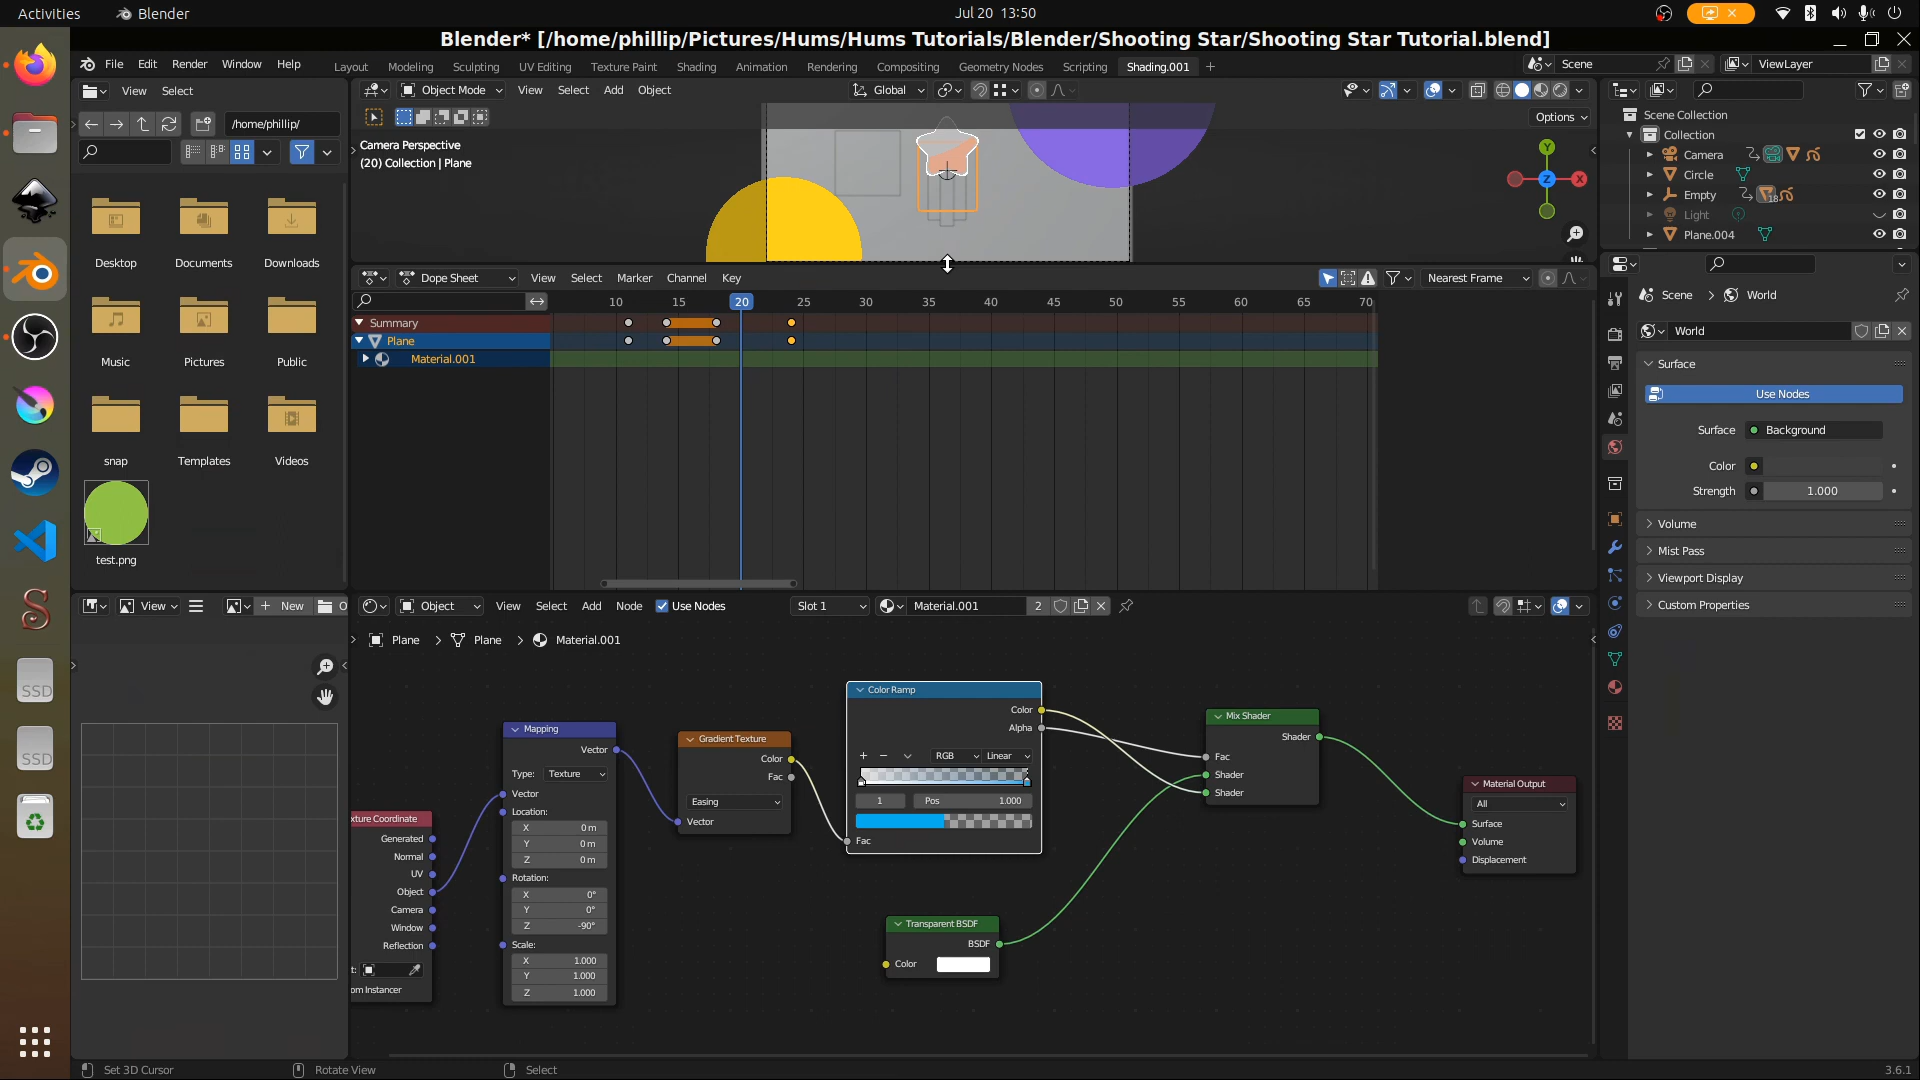 Activities Blender Jul 20 13:50
Blender* [/home/phillip/Pictures/Hums/Hums Tutorials/Blender/Shooting Star/Shooting Star Tutorial.blend]
File Edit Render Window Help Layout Modeling Sculpting UV Editing Texture Paint Shading Animation Rendering Compositing Geometry Nodes Scripting Shading.001 + Scene ViewLayer
View Select Object Mode View Select Add Object Global
/home/phillip/ Options
Camera Perspective
(20) Collection | Plane
Y
Z X
Scene Collection
Collection
Camera
Circle
Empty 18
Light
Plane.004
Desktop Documents Downloads
Music Pictures Public
snap Templates Videos
test.png
Dope Sheet View Select Marker Channel Key Nearest Frame
10 15 20 25 30 35 40 45 50 55 60 65 70
Summary
Plane
Material.001
Scene > World
World
Surface
Use Nodes
Surface Background
Color
Strength 1.000
Volume
Mist Pass
Viewport Display
Custom Properties
View New O
Object View Select Add Node Use Nodes Slot 1 Material.001 2
Plane > Plane > Material.001
xture Coordinate
Generated
Normal
UV
Object
Camera
Window
Reflection
t:
om Instancer
Mapping
Vector
Type: Texture
Vector
Location:
X 0 m
Y 0 m
Z 0 m
Rotation:
X 0°
Y 0°
Z -90°
Scale:
X 1.000
Y 1.000
Z 1.000
Gradient Texture
Color
Fac
Easing
Vector
Color Ramp
Color
Alpha
RGB Linear
1 Pos 1.000
Fac
Transparent BSDF
BSDF
Color
Mix Shader
Shader
Fac
Shader
Shader
Material Output
All
Surface
Volume
Displacement
SSD
SSD
Set 3D Cursor Rotate View Select 3.6.1